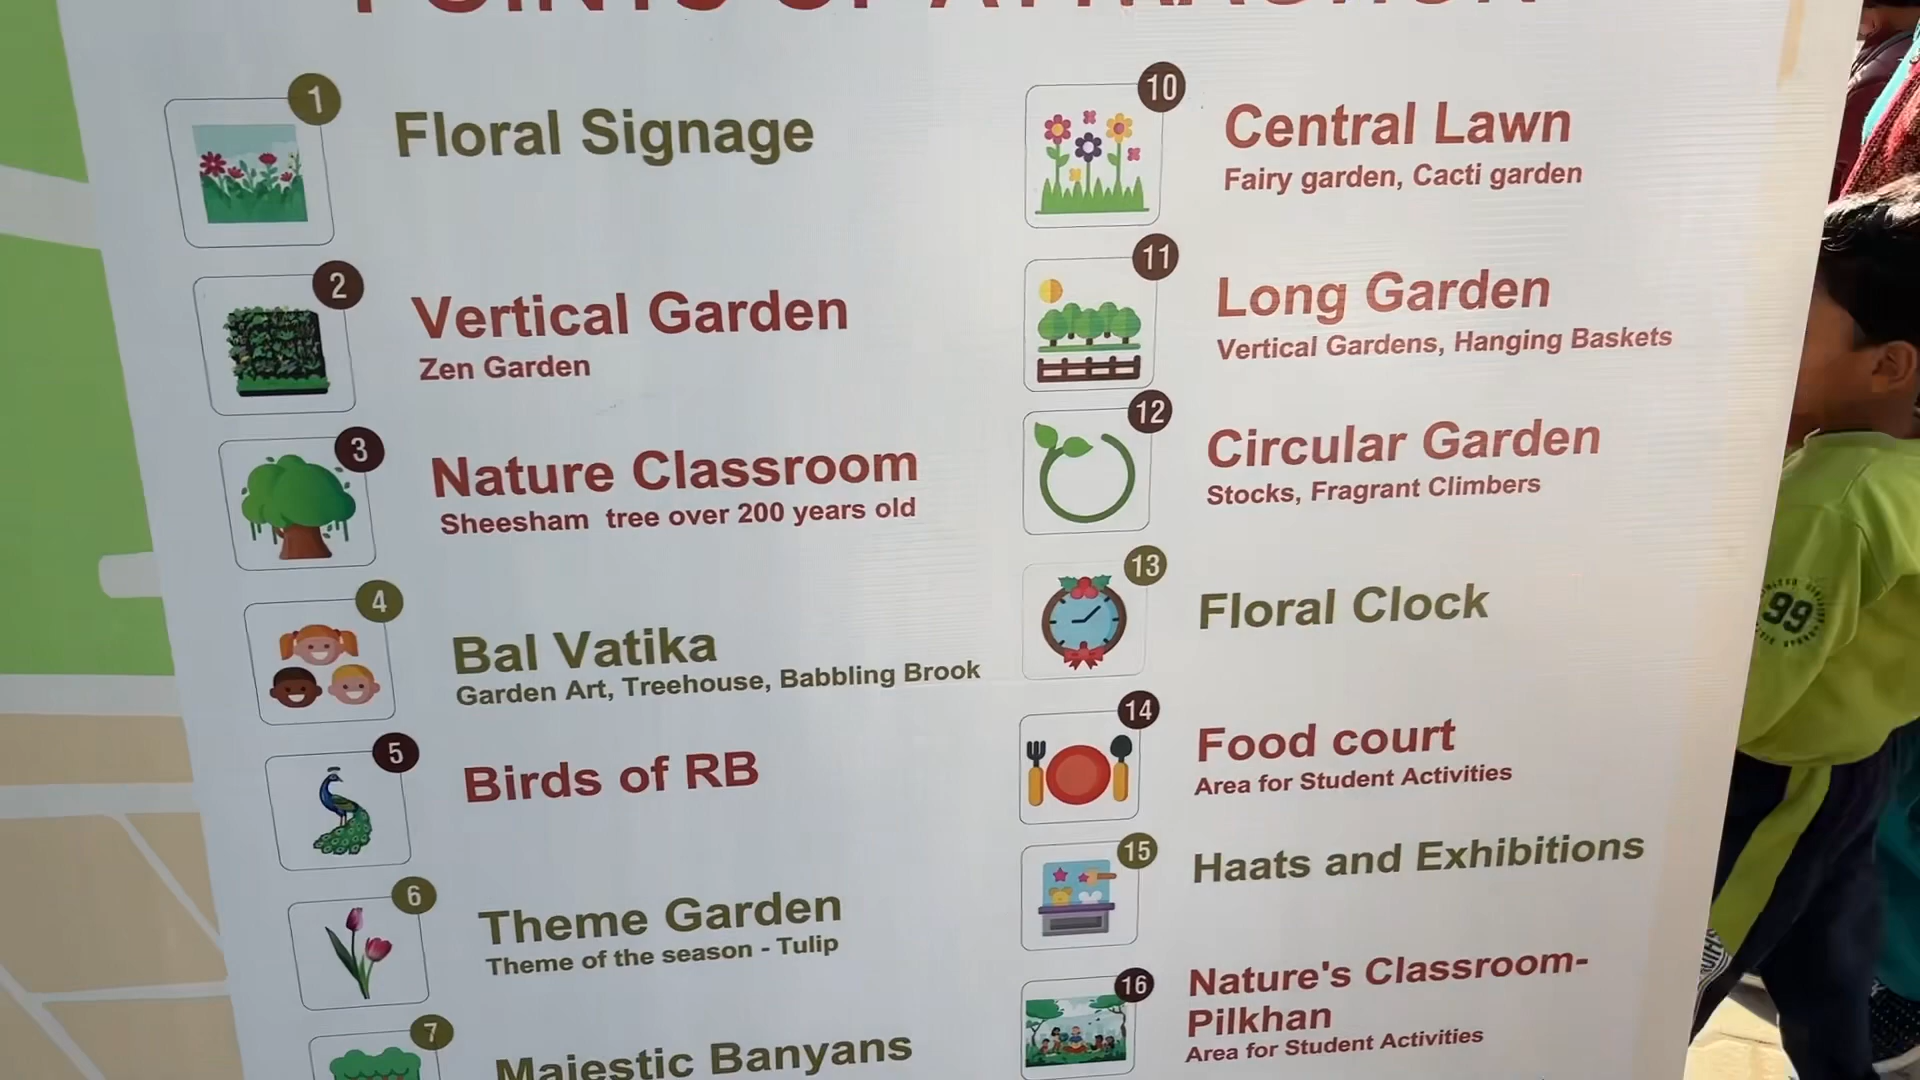 POINTS OF ATTRACTION
1
Floral Signage
2
Vertical Garden
Zen Garden
3
Nature Classroom
Sheesham tree over 200 years old
4
Bal Vatika
Garden Art, Treehouse, Babbling Brook
5
Birds of RB
6
Theme Garden
Theme of the season - Tulip
7
Majestic Banyans
10
Central Lawn
Fairy garden, Cacti garden
11
Long Garden
Vertical Gardens, Hanging Baskets
12
Circular Garden
Stocks, Fragrant Climbers
13
Floral Clock
14
Food court
Area for Student Activities
15
Haats and Exhibitions
16
Nature's Classroom-
Pilkhan
Area for Student Activities
99